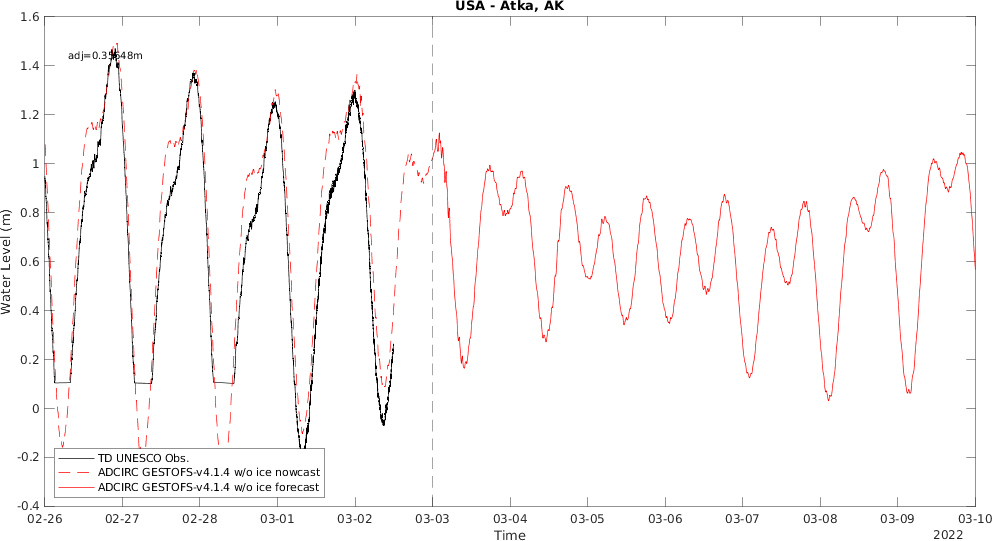 USA - Atka, AK
1.6
1.4
1.2
1
0.8
0.6
0.4
0.2
0
-0.2
-0.4
Water Level (m)
TD UNESCO Obs.
ADCIRC GESTOFS-v4.1.4 w/o ice nowcast
ADCIRC GESTOFS-v4.1.4 w/o ice forecast
02-26 02-27 02-28 03-01 03-02 03-03 03-04 03-05 03-06 03-07 03-08 03-09 03-10
Time
2022